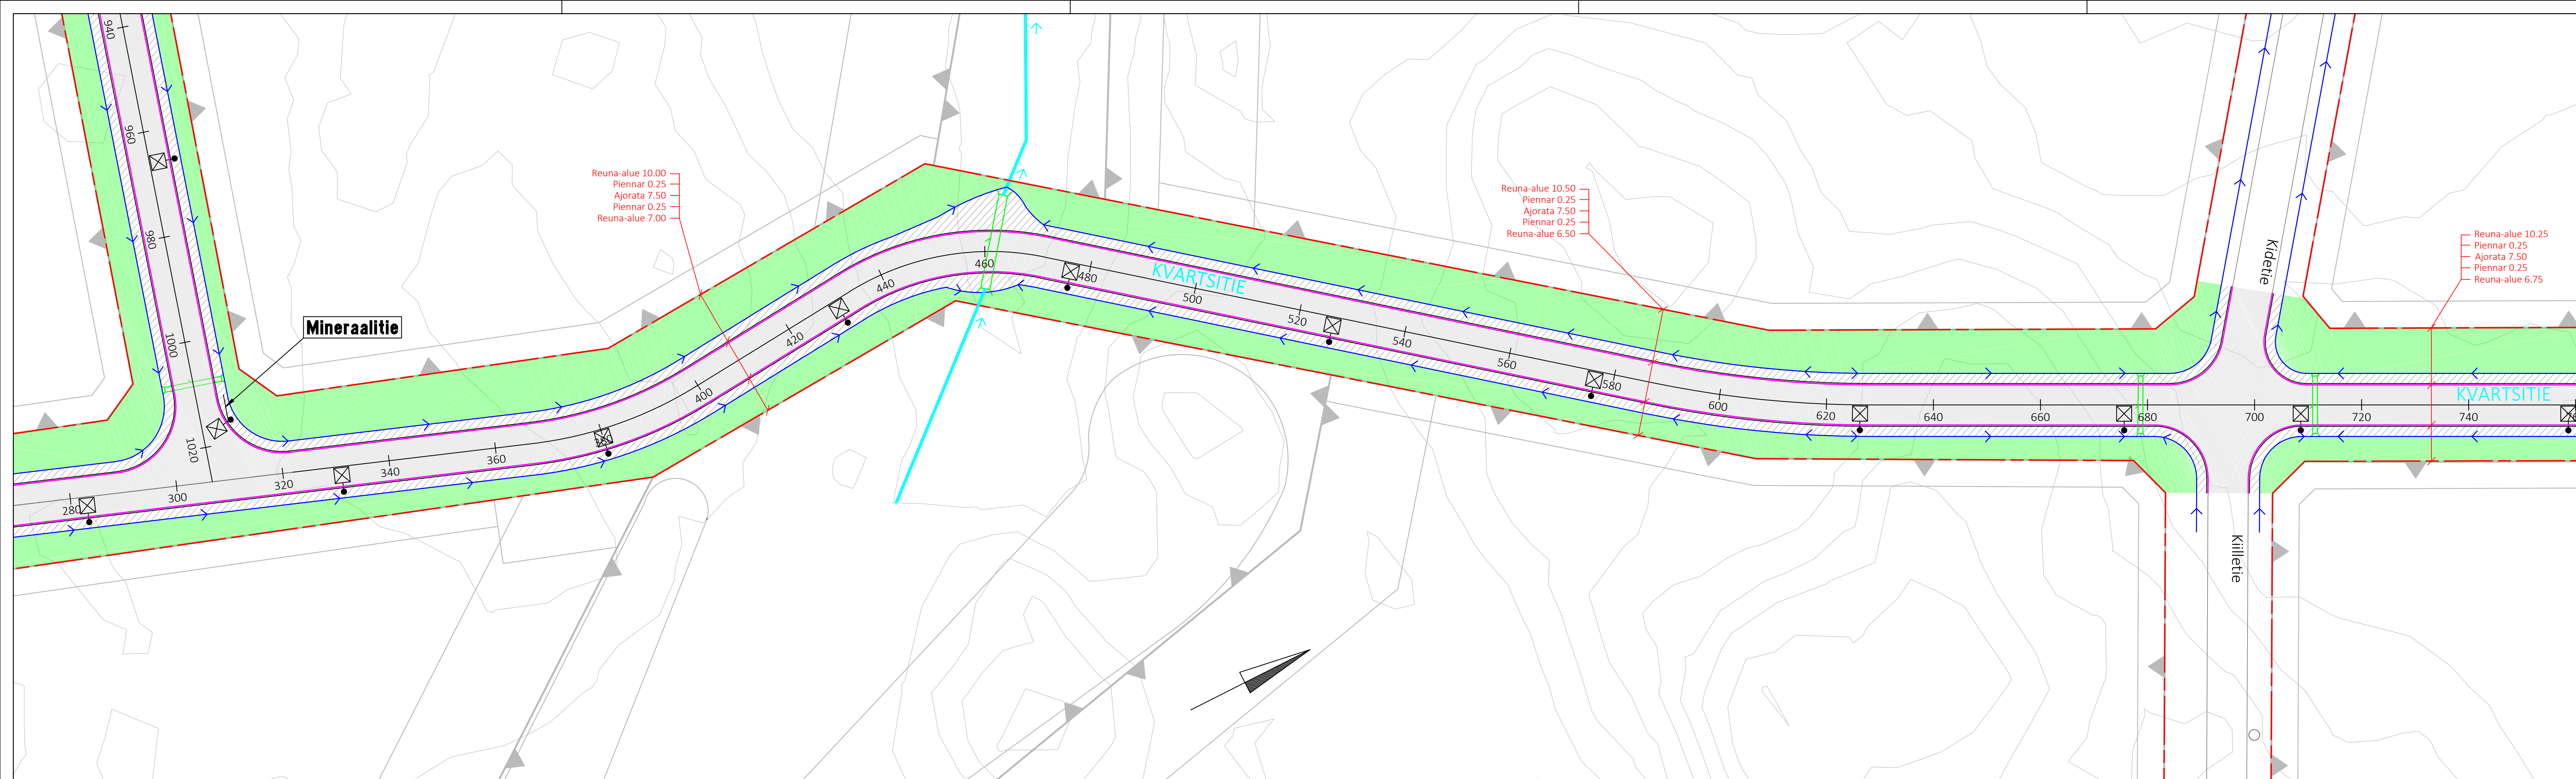 940
960
980
1000
1020
Mineraalitie
280
300
320
340
360
400
420
440
460
480
500
520
540
560
580
600
620
640
660
680
700
720
740
Reuna-alue 10.00
Piennar 0.25
Ajorata 7.50
Piennar 0.25
Reuna-alue 7.00
KVARTSITIE
Reuna-alue 10.50
Piennar 0.25
Ajorata 7.50
Piennar 0.25
Reuna-alue 6.50
Kidetie
Kiilletie
Reuna-alue 10.25
Piennar 0.25
Ajorata 7.50
Piennar 0.25
Reuna-alue 6.75
KVARTSITIE